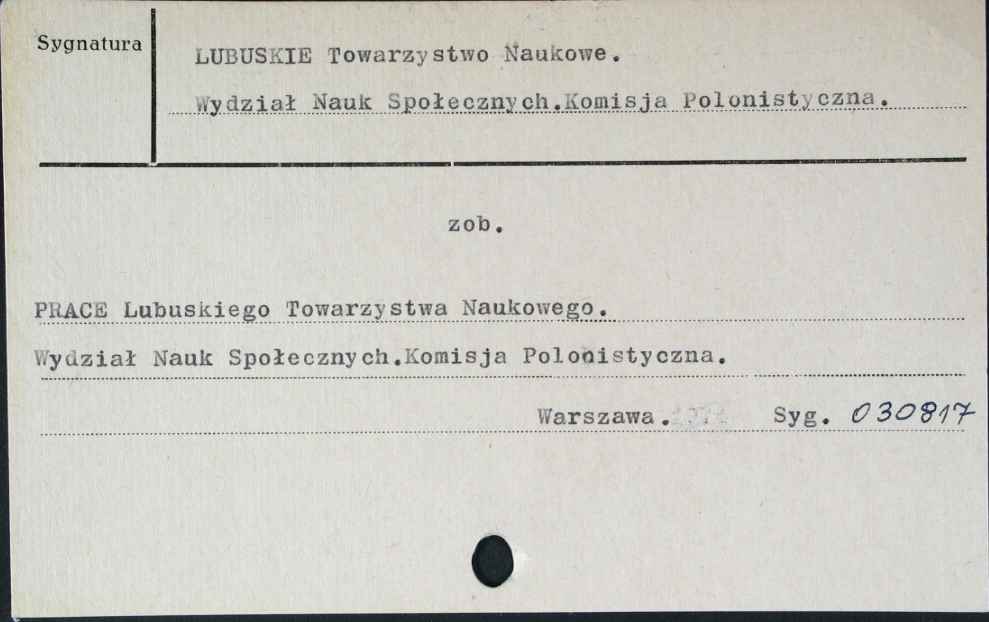 Sygnatura
LUBUSKIE Towarzystwo Naukowe.
Wydział Nauk Społecznych.Komisja Polonistyczna.
zob.
PRACE Lubuskiego Towarzystwa Naukowego.
Wydział Nauk Społecznych.Komisja Polonistyczna.
Warszawa. Syg. 030817